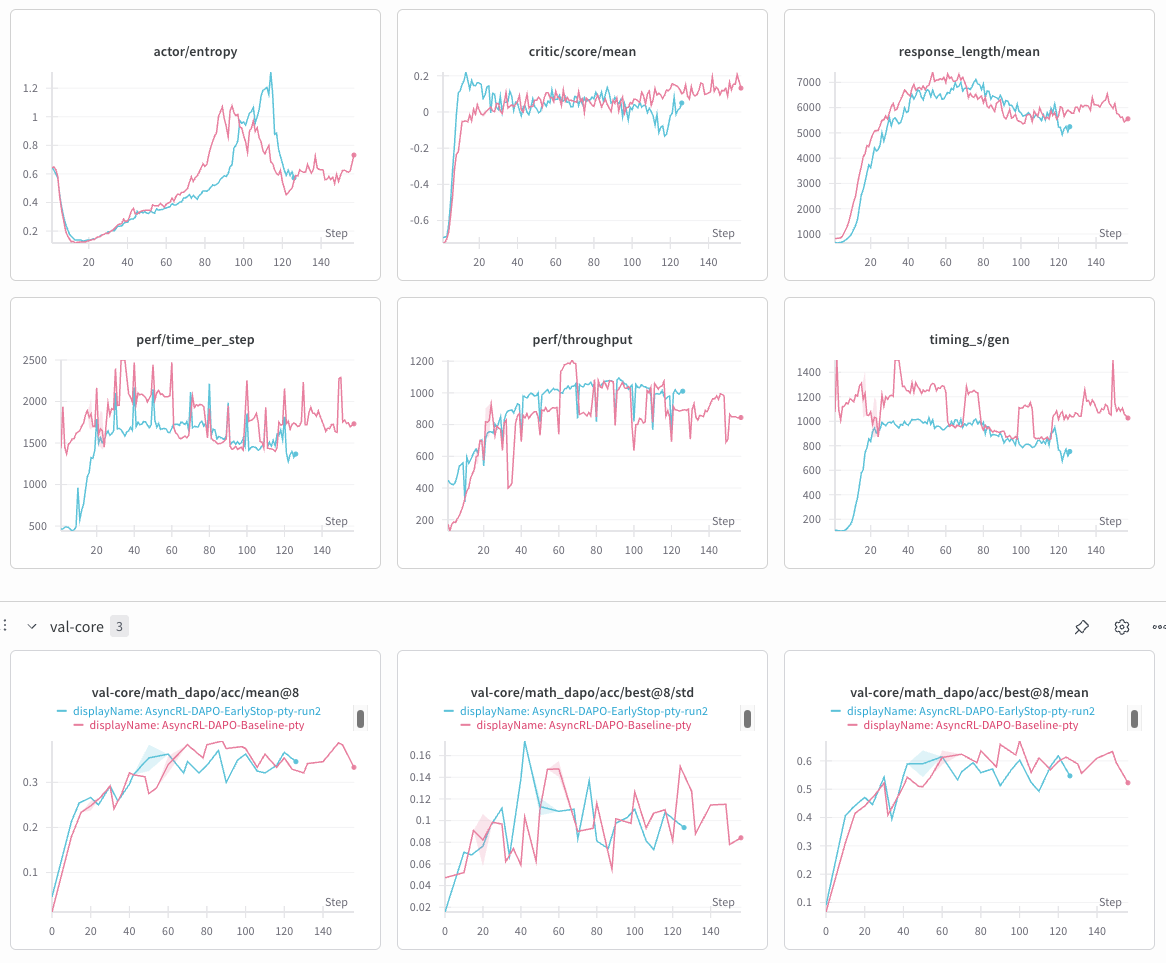 actor/entropy
1.2
1
0.8
0.6
0.4
0.2
Step
20 40 60 80 100 120 140
critic/score/mean
0.2
0
-0.2
-0.4
-0.6
Step
20 40 60 80 100 120 140
response_length/mean
7000
6000
5000
4000
3000
2000
1000
Step
20 40 60 80 100 120 140
perf/time_per_step
2500
2000
1500
1000
500
Step
20 40 60 80 100 120 140
perf/throughput
1200
1000
800
600
400
200
Step
20 40 60 80 100 120 140
timing_s/gen
1400
1200
1000
800
600
400
200
Step
20 40 60 80 100 120 140
val-core 3
val-core/math_dapo/acc/mean@8
displayName: AsyncRL-DAPO-EarlyStop-pty-run2
displayName: AsyncRL-DAPO-Baseline-pty
0.3
0.2
0.1
Step
0 20 40 60 80 100 120 140
val-core/math_dapo/acc/best@8/std
displayName: AsyncRL-DAPO-EarlyStop-pty-run2
displayName: AsyncRL-DAPO-Baseline-pty
0.16
0.14
0.12
0.1
0.08
0.06
0.04
0.02
Step
0 20 40 60 80 100 120 140
val-core/math_dapo/acc/best@8/mean
displayName: AsyncRL-DAPO-EarlyStop-pty-run2
displayName: AsyncRL-DAPO-Baseline-pty
0.6
0.5
0.4
0.3
0.2
0.1
Step
0 20 40 60 80 100 120 140